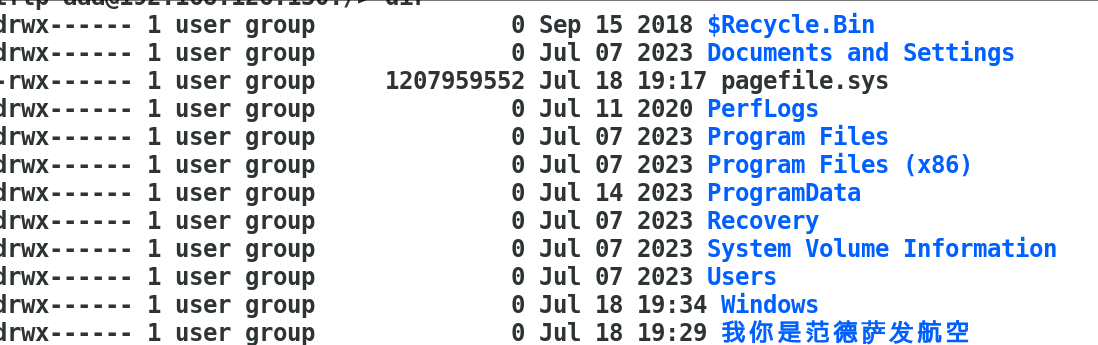 drwx------ 1 user group              0 Sep 15 2018 $Recycle.Bin
drwx------ 1 user group              0 Jul 07 2023 Documents and Settings
-rwx------ 1 user group     1207959552 Jul 18 19:17 pagefile.sys
drwx------ 1 user group              0 Jul 11 2020 PerfLogs
drwx------ 1 user group              0 Jul 07 2023 Program Files
drwx------ 1 user group              0 Jul 07 2023 Program Files (x86)
drwx------ 1 user group              0 Jul 14 2023 ProgramData
drwx------ 1 user group              0 Jul 07 2023 Recovery
drwx------ 1 user group              0 Jul 07 2023 System Volume Information
drwx------ 1 user group              0 Jul 07 2023 Users
drwx------ 1 user group              0 Jul 18 19:34 Windows
drwx------ 1 user group              0 Jul 18 19:29 我你是范德萨发航空